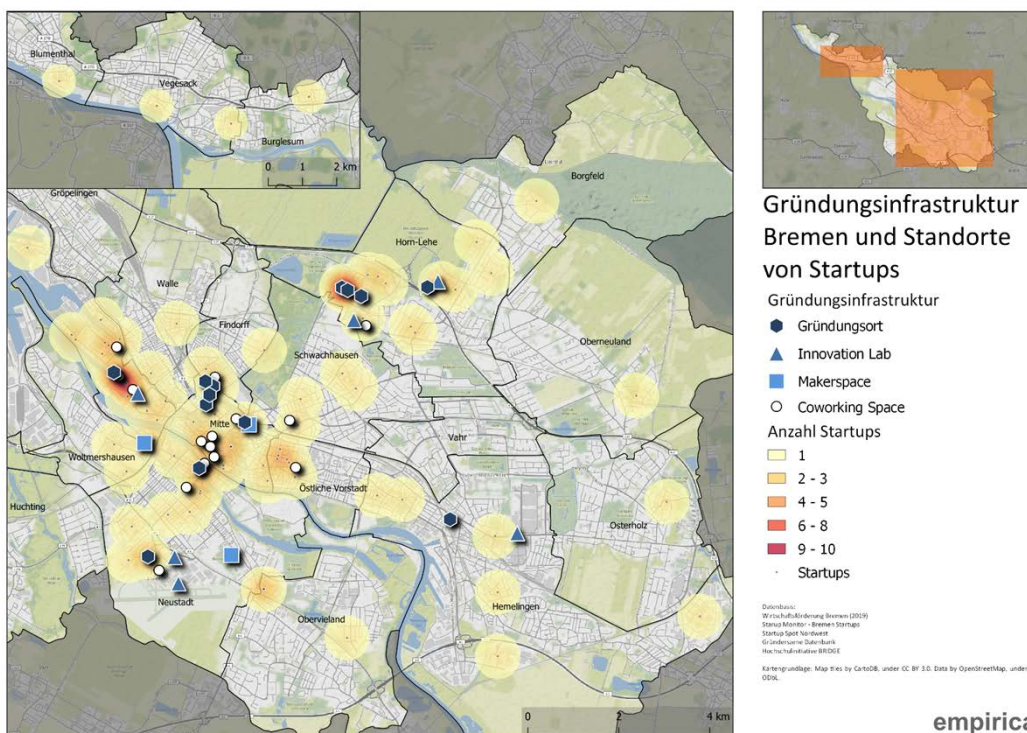 Blumenthal
Vegesack
Burglesum
0 1 2 km
Gröpelingen
Borgfeld
Horn-Lehe
Walle
Findorff
Oberneuland
Schwachhausen
Mitte
Vahr
Woltmershausen
Östliche Vorstadt
Huchting
Osterholz
Neustadt
Hemelingen
Obervieland
0 2 4 km
Gründungsinfrastruktur
Bremen und Standorte
von Startups
Gründungsinfrastruktur
Gründungsort
Innovation Lab
Makerspace
Coworking Space
Anzahl Startups
1
2 - 3
4 - 5
6 - 8
9 - 10
Startups
Datenbasis:
Wirtschaftsförderung Bremen (2019)
Starup Monitor - Bremen Startups
Startup Spot Nordwest
Gründerszene Datenbank
Hochschulinitiative BRIDGE
Kartengrundlage: Map tiles by CartoDB, under CC BY 3.0. Data by OpenStreetMap, under
ODbL.
empirica